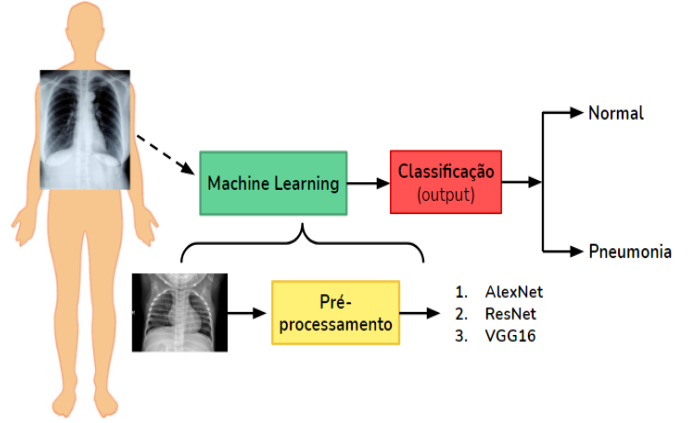 Normal
Machine Learning
Classificação
(output)
Pneumonia
Pré-
processamento
1. AlexNet
2. ResNet
3. VGG16